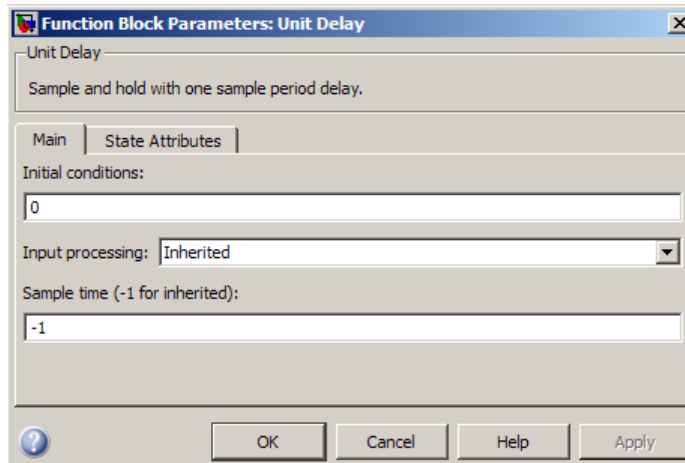 Function Block Parameters: Unit Delay
Unit Delay
Sample and hold with one sample period delay.
Main State Attributes
Initial conditions:
0
Input processing: Inherited
Sample time (-1 for inherited):
-1
? OK Cancel Help Apply